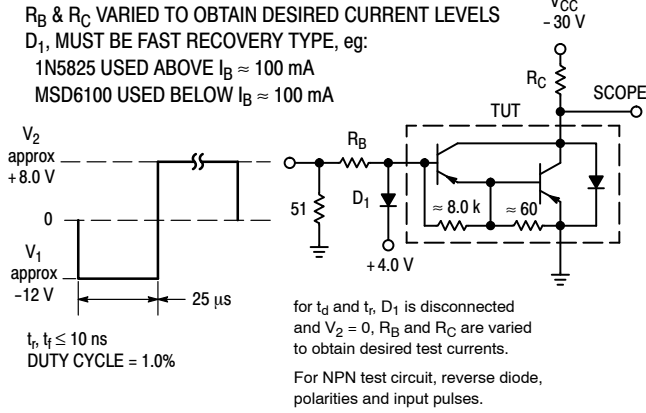 R_B & R_C VARIED TO OBTAIN DESIRED CURRENT LEVELS
D_1, MUST BE FAST RECOVERY TYPE, eg:
1N5825 USED ABOVE I_B ≈ 100 mA
MSD6100 USED BELOW I_B ≈ 100 mA
V_CC
- 30 V
R_C
SCOPE
TUT
V_2
approx
+ 8.0 V
0
V_1
approx
-12 V
25 μs
t_r, t_f ≤ 10 ns
DUTY CYCLE = 1.0%
51
R_B
D_1
+ 4.0 V
≈ 8.0 k
≈ 60
for t_d and t_r, D_1 is disconnected
and V_2 = 0, R_B and R_C are varied
to obtain desired test currents.
For NPN test circuit, reverse diode,
polarities and input pulses.